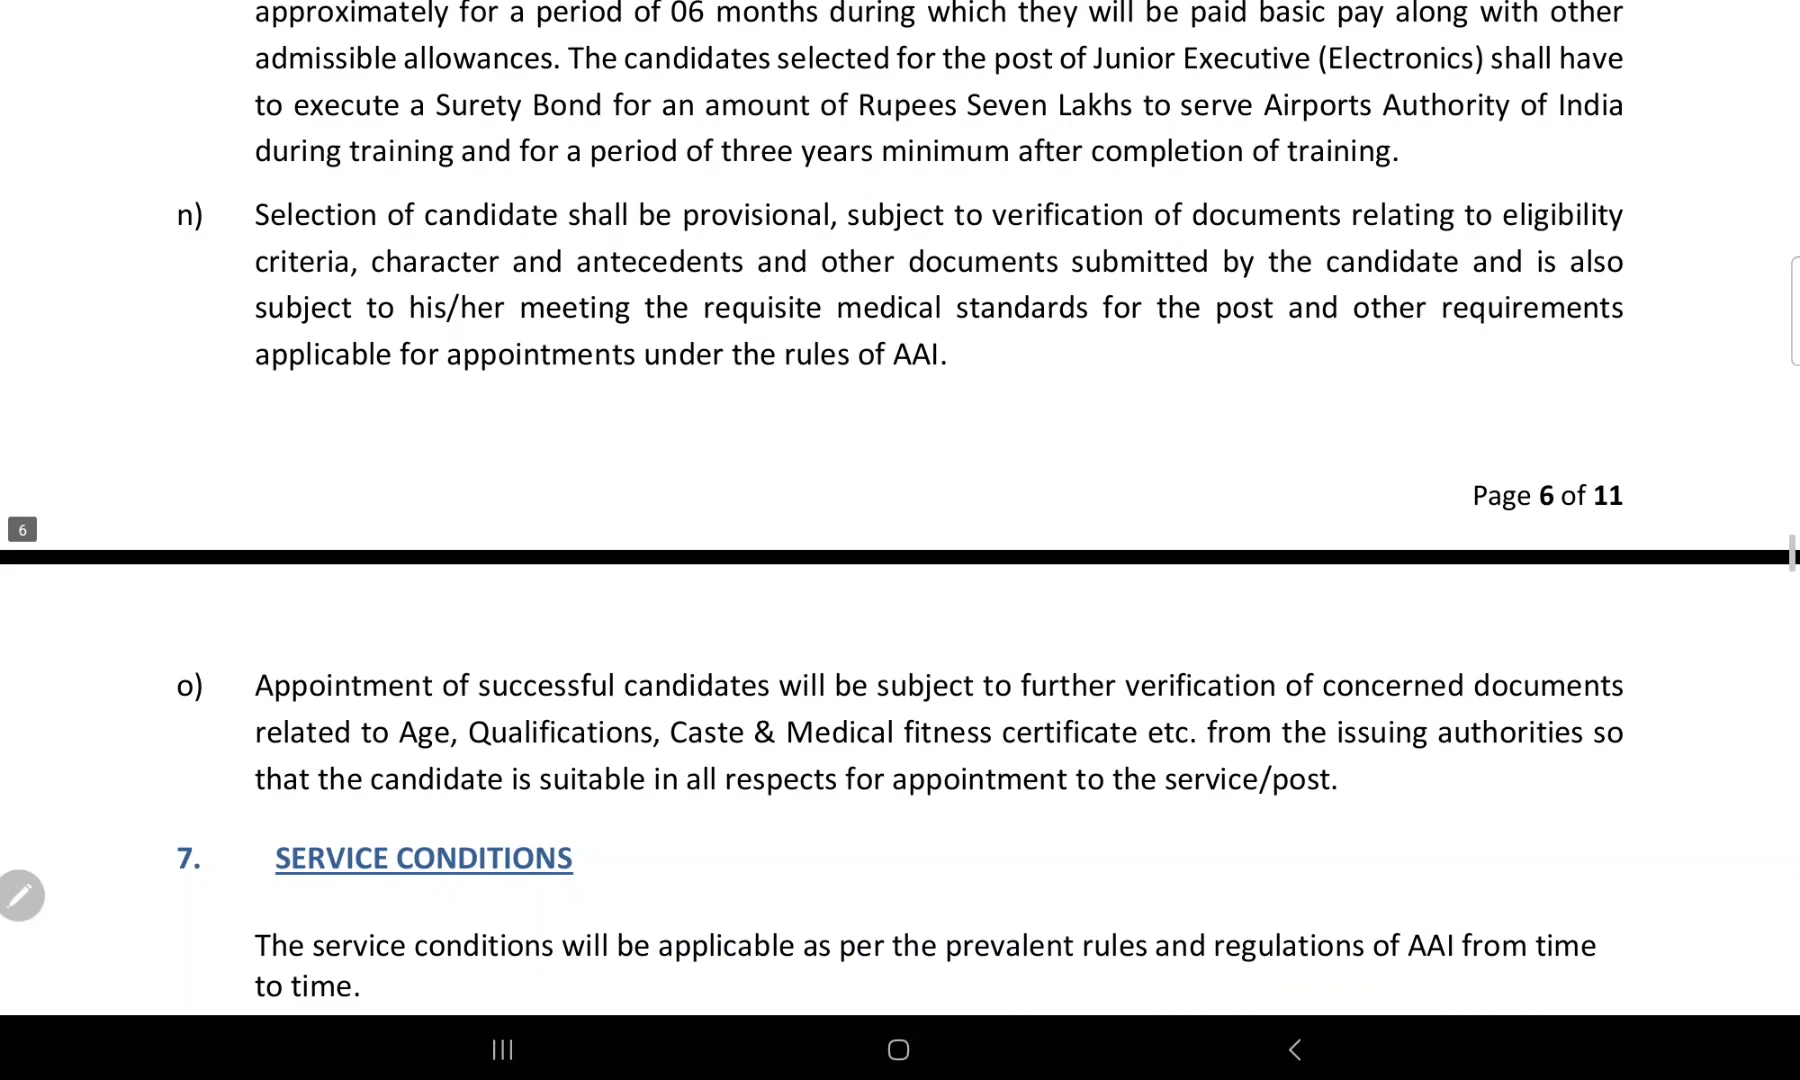 approximately for a period of 06 months during which they will be paid basic pay along with other
admissible allowances. The candidates selected for the post of Junior Executive (Electronics) shall have
to execute a Surety Bond for an amount of Rupees Seven Lakhs to serve Airports Authority of India
during training and for a period of three years minimum after completion of training.
n) Selection of candidate shall be provisional, subject to verification of documents relating to eligibility
criteria, character and antecedents and other documents submitted by the candidate and is also
subject to his/her meeting the requisite medical standards for the post and other requirements
applicable for appointments under the rules of AAI.
Page 6 of 11
6
o) Appointment of successful candidates will be subject to further verification of concerned documents
related to Age, Qualifications, Caste & Medical fitness certificate etc. from the issuing authorities so
that the candidate is suitable in all respects for appointment to the service/post.
7. SERVICE CONDITIONS
The service conditions will be applicable as per the prevalent rules and regulations of AAI from time
to time.